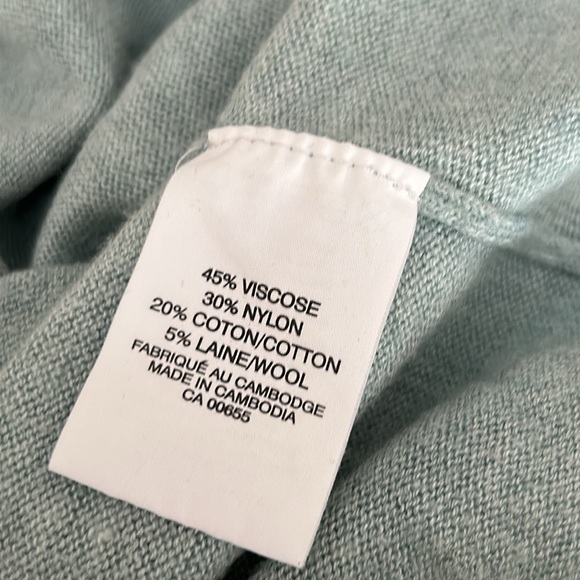 45% VISCOSE
30% NYLON
20% COTON/COTTON
5% LAINE/WOOL
FABRIQUÉ AU CAMBODGE
MADE IN CAMBODIA
CA 00655